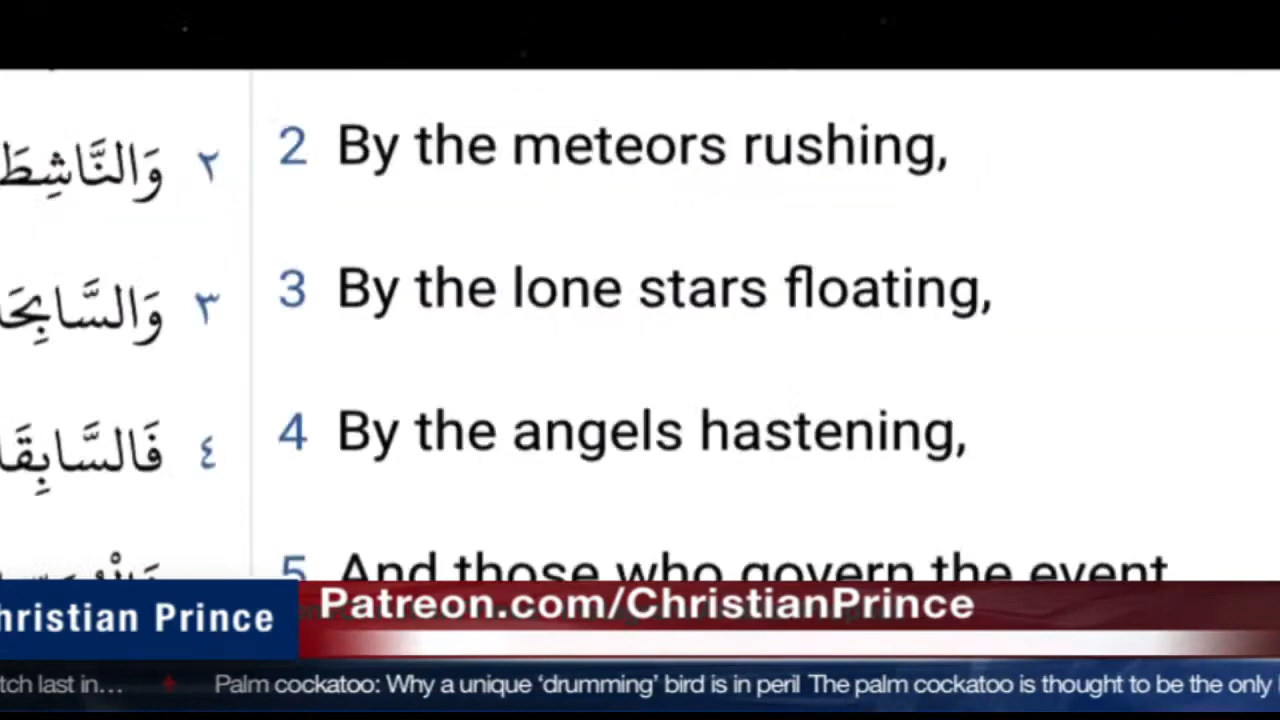 وَالنَّاشِطَ ٢
2 By the meteors rushing,
وَالسَّابِحَا ٣
3 By the lone stars floating,
فَالسَّابِقَا ٤
4 By the angels hastening,
5 And those who govern the event
hristian Prince
Patreon.com/ChristianPrince
tch last in… Palm cockatoo: Why a unique ‘drumming’ bird is in peril The palm cockatoo is thought to be the only